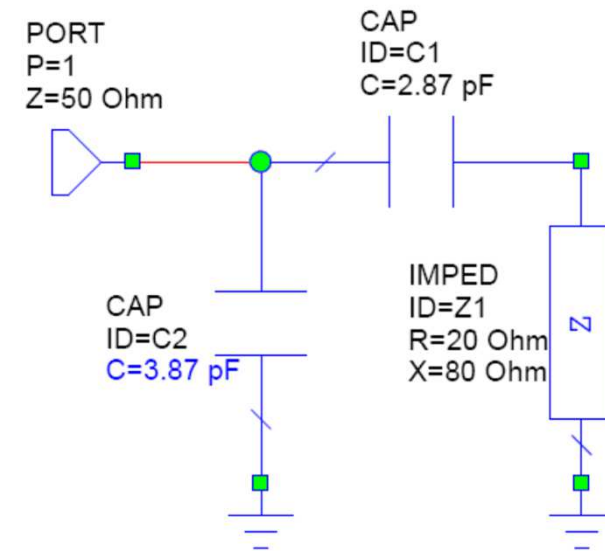 PORT
P=1
Z=50 Ohm
CAP
ID=C1
C=2.87 pF
CAP
ID=C2
C=3.87 pF
IMPED
ID=Z1
R=20 Ohm
X=80 Ohm
Z